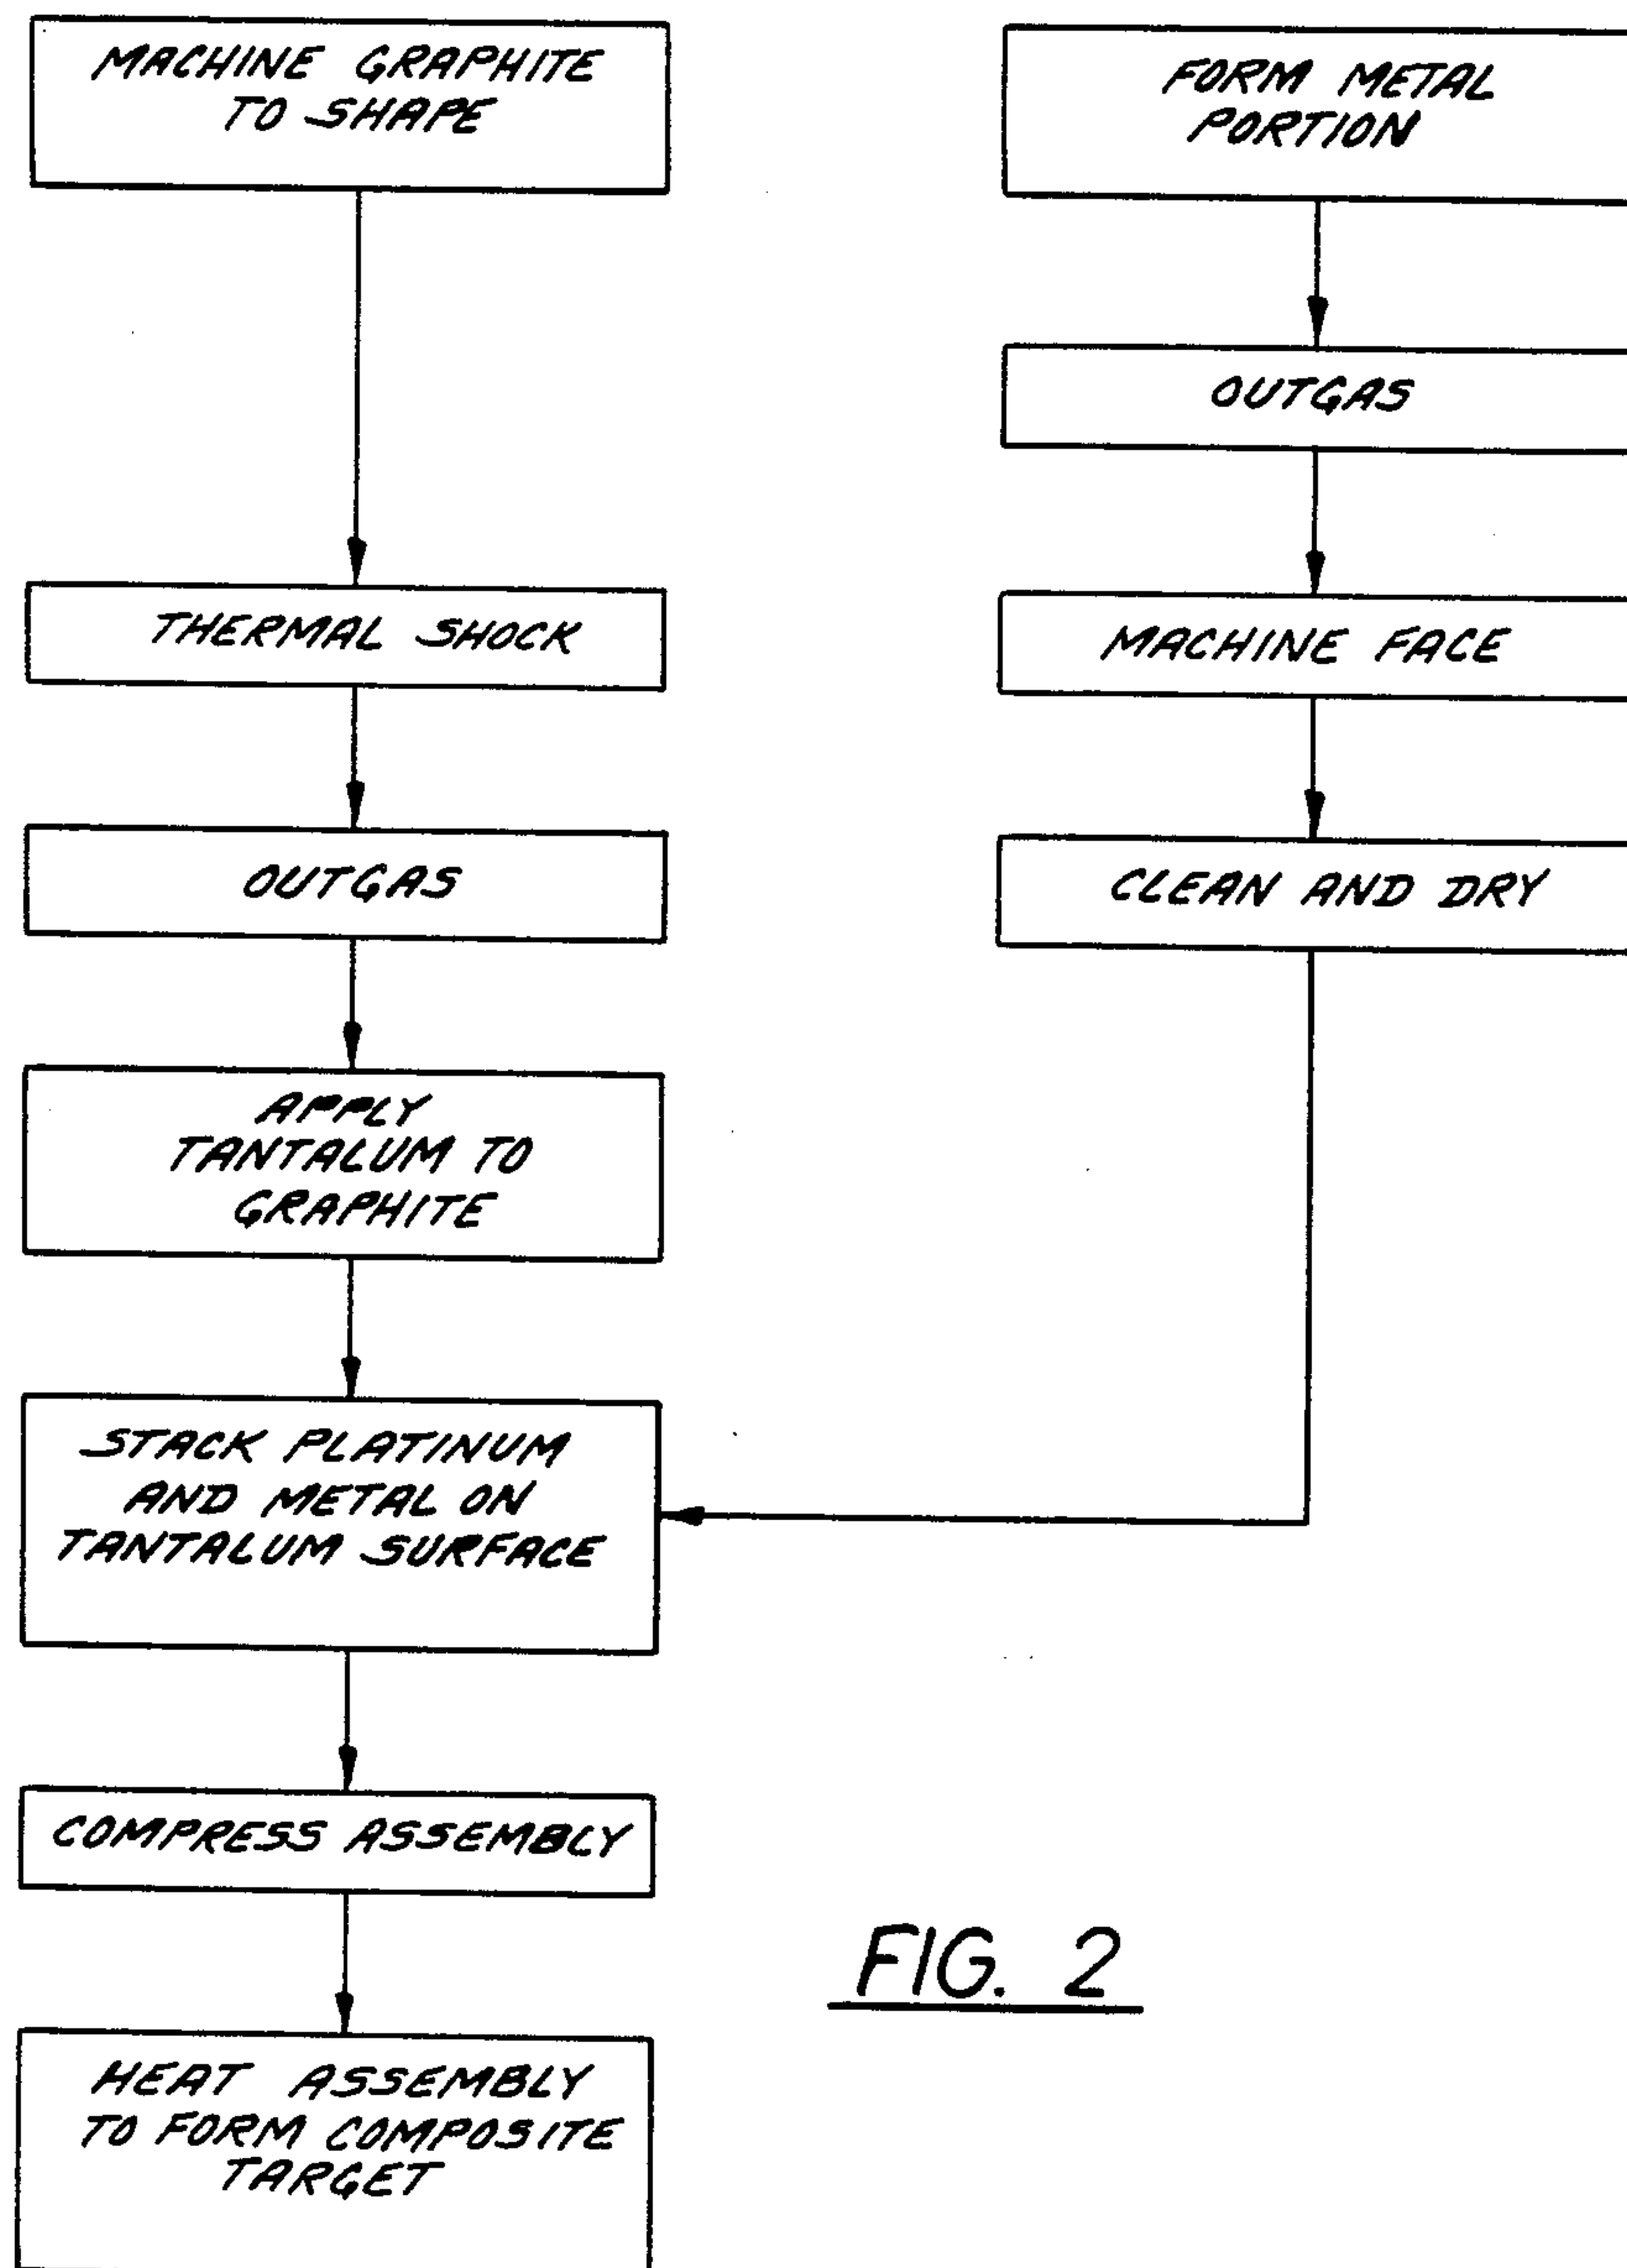 MACHINE GRAPHITE
TO SHAPE
THERMAL SHOCK
OUTGAS
APPLY
TANTALUM TO
GRAPHITE
STACK PLATINUM
AND METAL ON
TANTALUM SURFACE
COMPRESS ASSEMBLY
HEAT ASSEMBLY
TO FORM COMPOSITE
TARGET
FORM METAL
PORTION
OUTGAS
MACHINE FACE
CLEAN AND DRY
FIG. 2